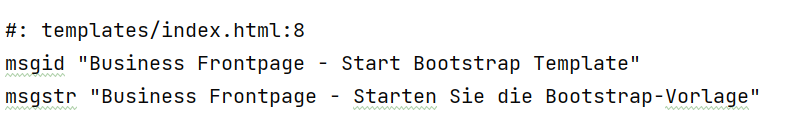 #: templates/index.html:8
msgid "Business Frontpage - Start Bootstrap Template"
msgstr "Business Frontpage - Starten Sie die Bootstrap-Vorlage"